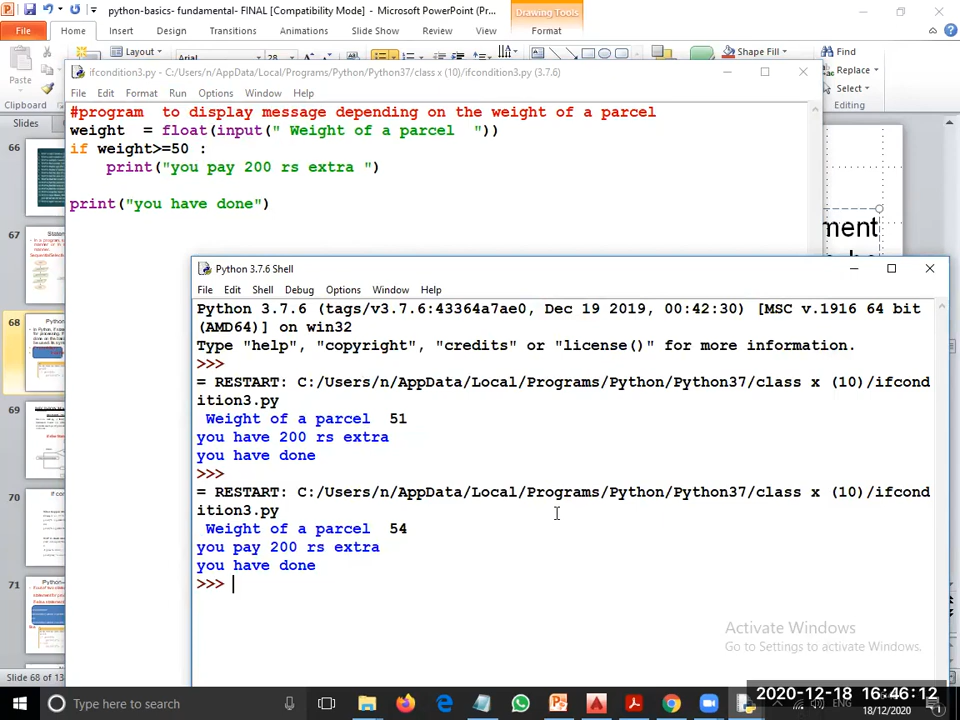 python-basics- fundamental- FINAL [Compatibility Mode] - Microsoft PowerPoint (Pr...
Drawing Tools
File Home Insert Design Transitions Animations Slide Show Review View Format
Paste
Clipboard
Layout
Arial
28
Shape Fill
Find
Replace
Select
Editing
ifcondition3.py - C:/Users/n/AppData/Local/Programs/Python/Python37/class x (10)/ifcondition3.py (3.7.6)
File Edit Format Run Options Window Help
#program  to display message depending on the weight of a parcel
weight  = float(input(" Weight of a parcel  "))
if weight>=50 :
    print("you pay 200 rs extra ")
print("you have done")
Slides
66
67
68
69
70
71
ment
Python 3.7.6 Shell
File Edit Shell Debug Options Window Help
Python 3.7.6 (tags/v3.7.6:43364a7ae0, Dec 19 2019, 00:42:30) [MSC v.1916 64 bit
(AMD64)] on win32
Type "help", "copyright", "credits" or "license()" for more information.
>>>
= RESTART: C:/Users/n/AppData/Local/Programs/Python/Python37/class x (10)/ifcond
ition3.py
 Weight of a parcel  51
you have 200 rs extra
you have done
>>>
= RESTART: C:/Users/n/AppData/Local/Programs/Python/Python37/class x (10)/ifcond
ition3.py
 Weight of a parcel  54
you pay 200 rs extra
you have done
>>>
Activate Windows
Go to Settings to activate Windows.
Slide 68 of 13
Type here to search
2020-12-18 16:46:12
ENG
18/12/2020